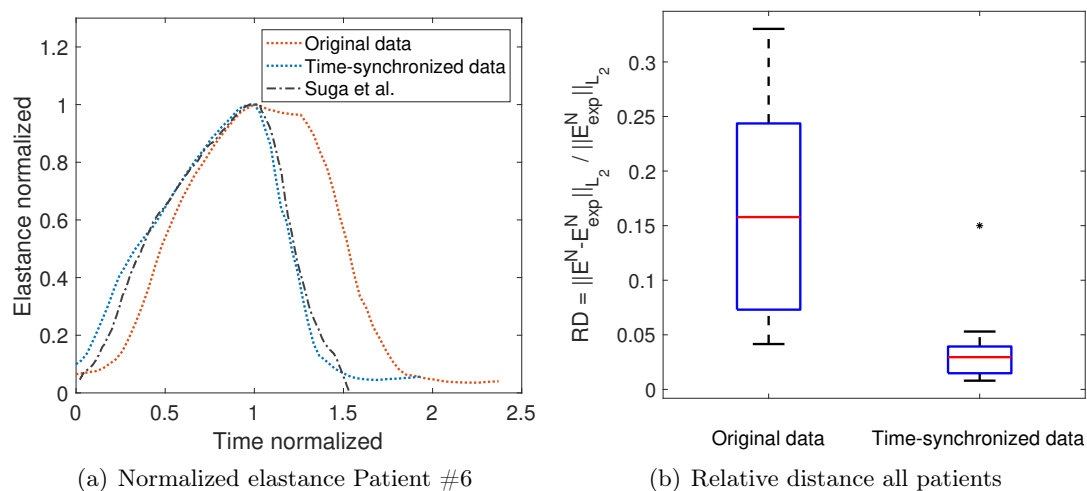 Original data
Time-synchronized data
Suga et al.
Elastance normalized
1.2
1
0.8
0.6
0.4
0.2
0
0 0.5 1 1.5 2 2.5
Time normalized
(a) Normalized elastance Patient #6
RD = ||E^N-E^N_exp||_L_2 / ||E^N_exp||_L_2
0.3
0.25
0.2
0.15
0.1
0.05
0
Original data Time-synchronized data
(b) Relative distance all patients